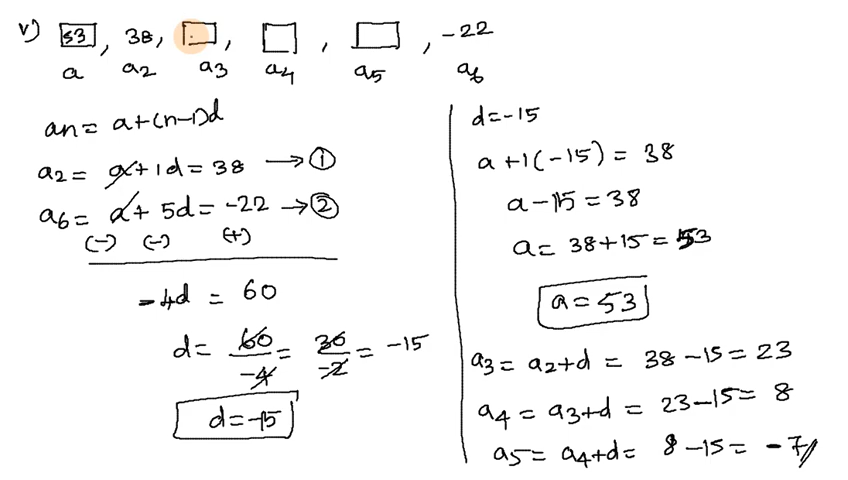 v) 53, 38, , , , -22
a a2 a3 a4 a5 a6
an = a+(n-1)d
a2 = a+1d = 38 → ①
a6 = a+5d = -22 → ②
(-) (-) (+)
-4d = 60
d = 60/-4 = 30/-2 = -15
d = -15
d = -15
a+1(-15) = 38
a-15 = 38
a = 38+15 = 53
a = 53
a3 = a2+d = 38-15 = 23
a4 = a3+d = 23-15 = 8
a5 = a4+d = 8-15 = -7//